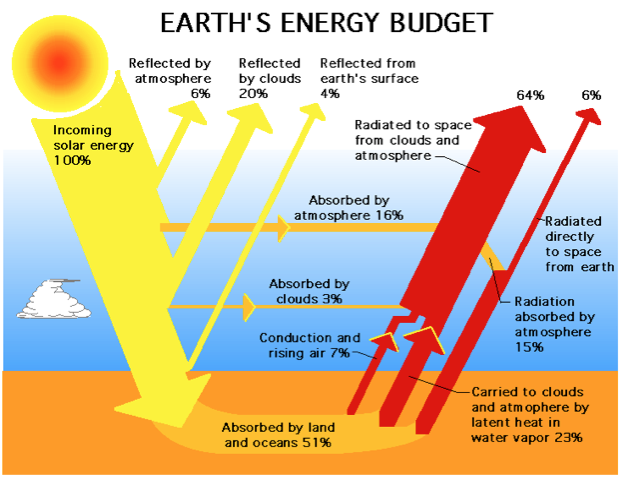 EARTH'S ENERGY BUDGET
Reflected by
atmosphere
6%
Reflected
by clouds
20%
Reflected from
earth's surface
4%
64%
6%
Incoming
solar energy
100%
Radiated to space
from clouds and
atmosphere
Absorbed by
atmosphere 16%
Radiated
directly
to space
from earth
Absorbed by
clouds 3%
Radiation
absorbed by
atmosphere
15%
Conduction and
rising air 7%
Carried to clouds
and atmophere by
latent heat in
water vapor 23%
Absorbed by land
and oceans 51%